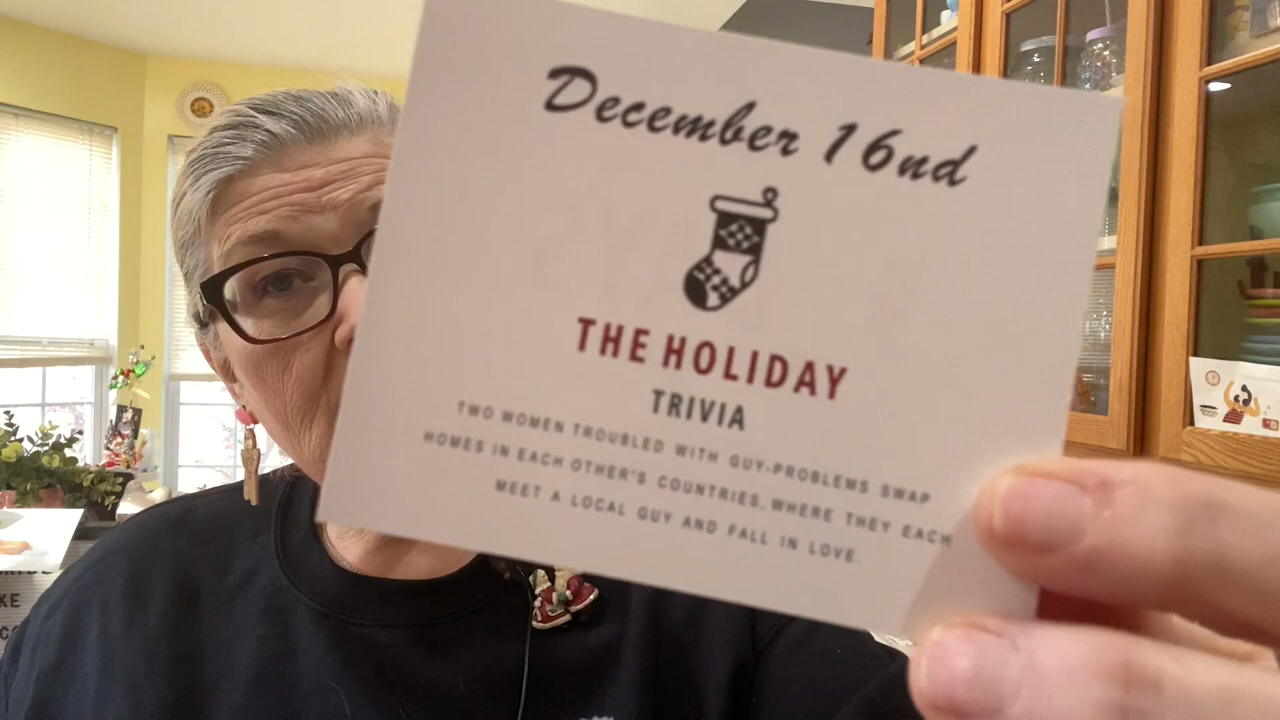 December 16nd
THE HOLIDAY
TRIVIA
TWO WOMEN TROUBLED WITH GUY-PROBLEMS SWAP
HOMES IN EACH OTHER'S COUNTRIES, WHERE THEY EACH
MEET A LOCAL GUY AND FALL IN LOVE.
KE